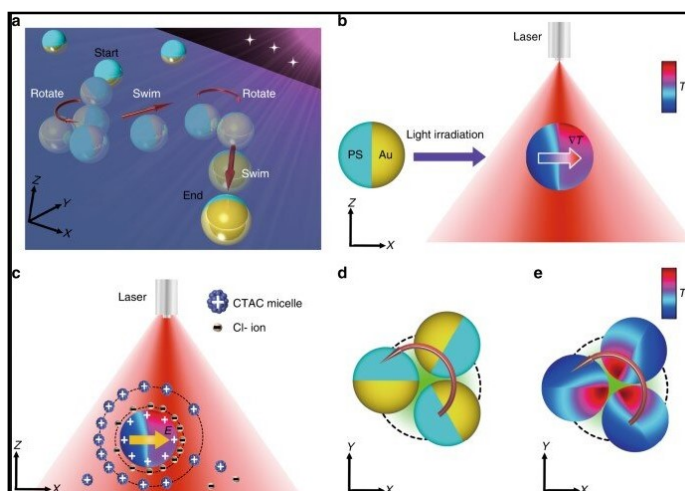 a
Start
Rotate
Swim
Rotate
Swim
End
Z
Y
X
b
Laser
T
PS
Au
Light irradiation
∇T
Z
X
c
Laser
CTAC micelle
Cl- ion
E
Z
X
d
Y
X
e
T
Y
X